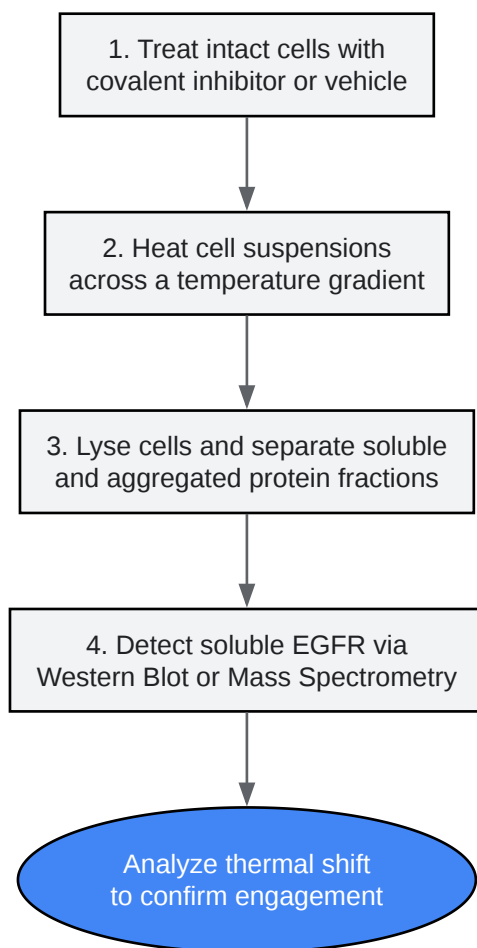 1. Treat intact cells with
covalent inhibitor or vehicle
2. Heat cell suspensions
across a temperature gradient
3. Lyse cells and separate soluble
and aggregated protein fractions
4. Detect soluble EGFR via
Western Blot or Mass Spectrometry
Analyze thermal shift
to confirm engagement